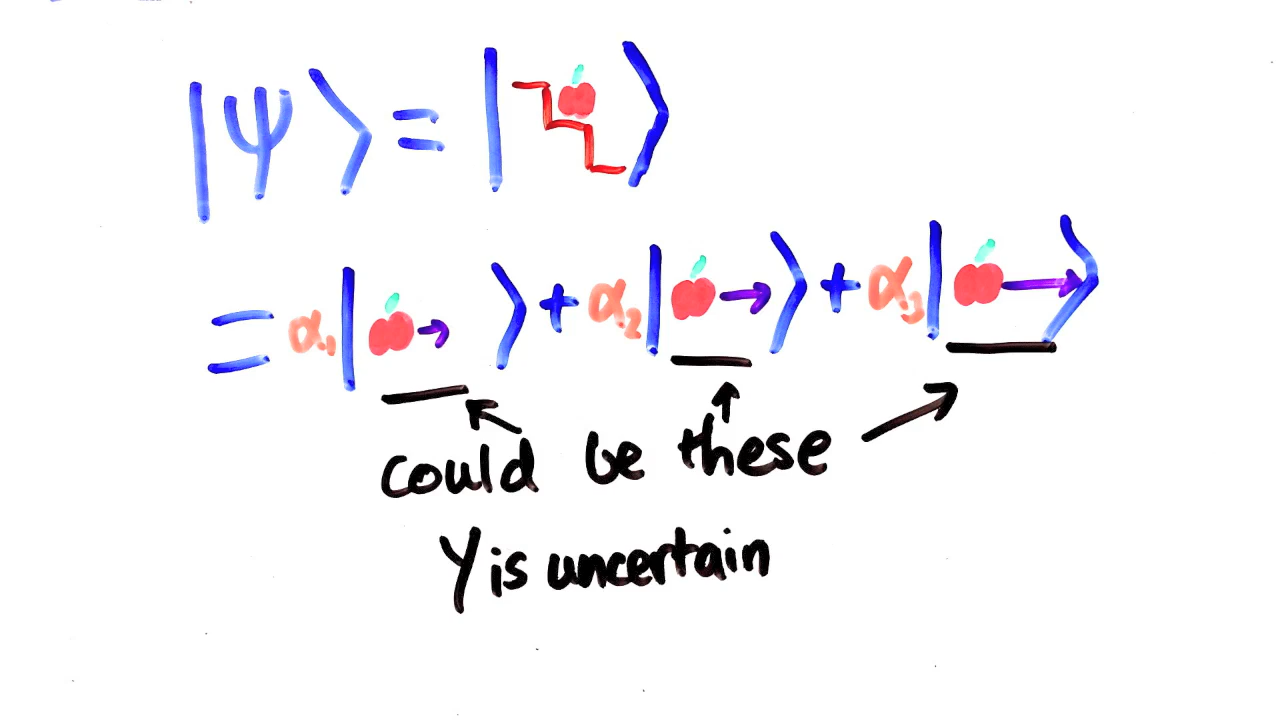 |ψ⟩ = | ⟩
= α₁| ⟩ + α₂| ⟩ + α₃| ⟩
could be these
Y is uncertain